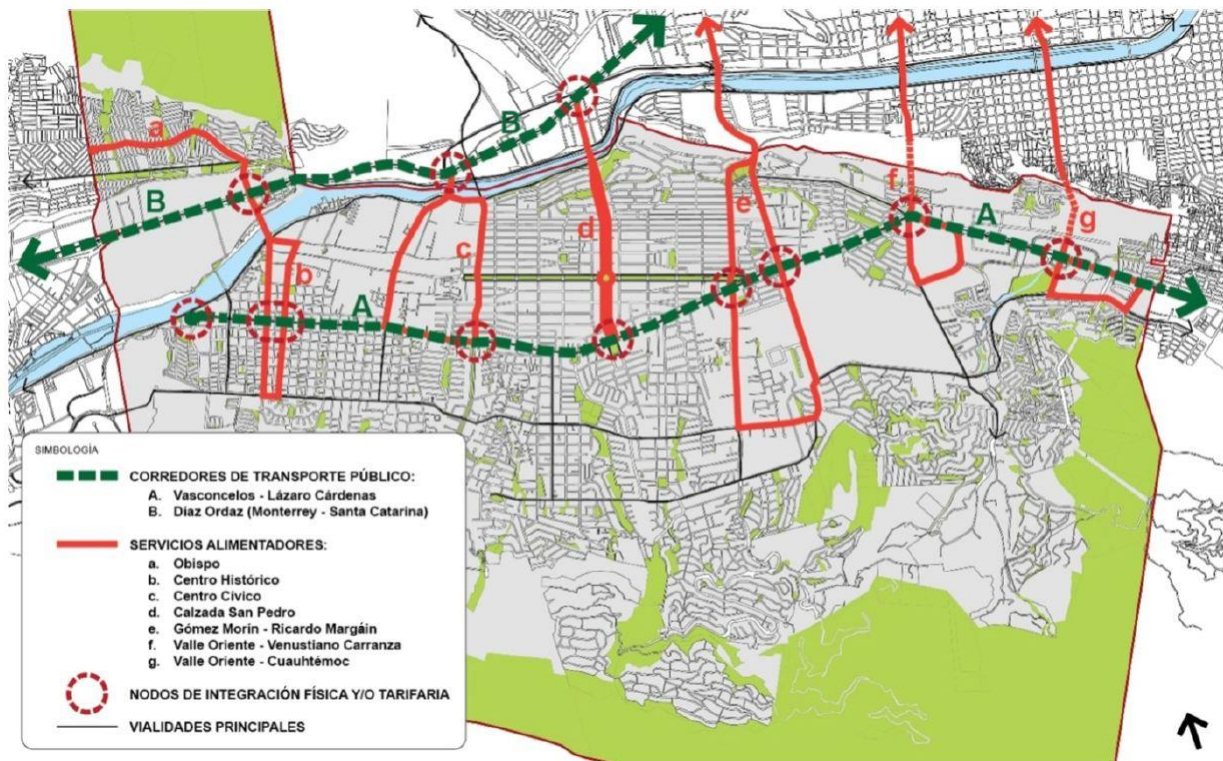 a
B
B
f
A
e
d
g
c
b
A
SIMBOLOGÍA
CORREDORES DE TRANSPORTE PÚBLICO:
A. Vasconcelos - Lázaro Cárdenas
B. Díaz Ordaz (Monterrey - Santa Catarina)
SERVICIOS ALIMENTADORES:
a. Obispo
b. Centro Histórico
c. Centro Cívico
d. Calzada San Pedro
e. Gómez Morín - Ricardo Margáin
f. Valle Oriente - Venustiano Carranza
g. Valle Oriente - Cuauhtémoc
NODOS DE INTEGRACIÓN FÍSICA Y/O TARIFARIA
VIALIDADES PRINCIPALES